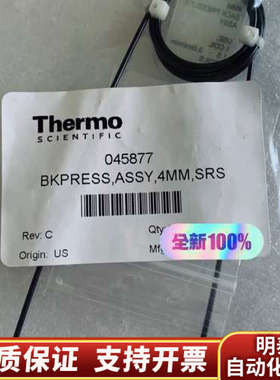 Thermo
SCIENTIFIC
045877
BKPRESS,ASSY,4MM,SRS
Rev: C
Qty:
Origin: US
Mfg
全新100%
质保证 支持开票
明
自动化